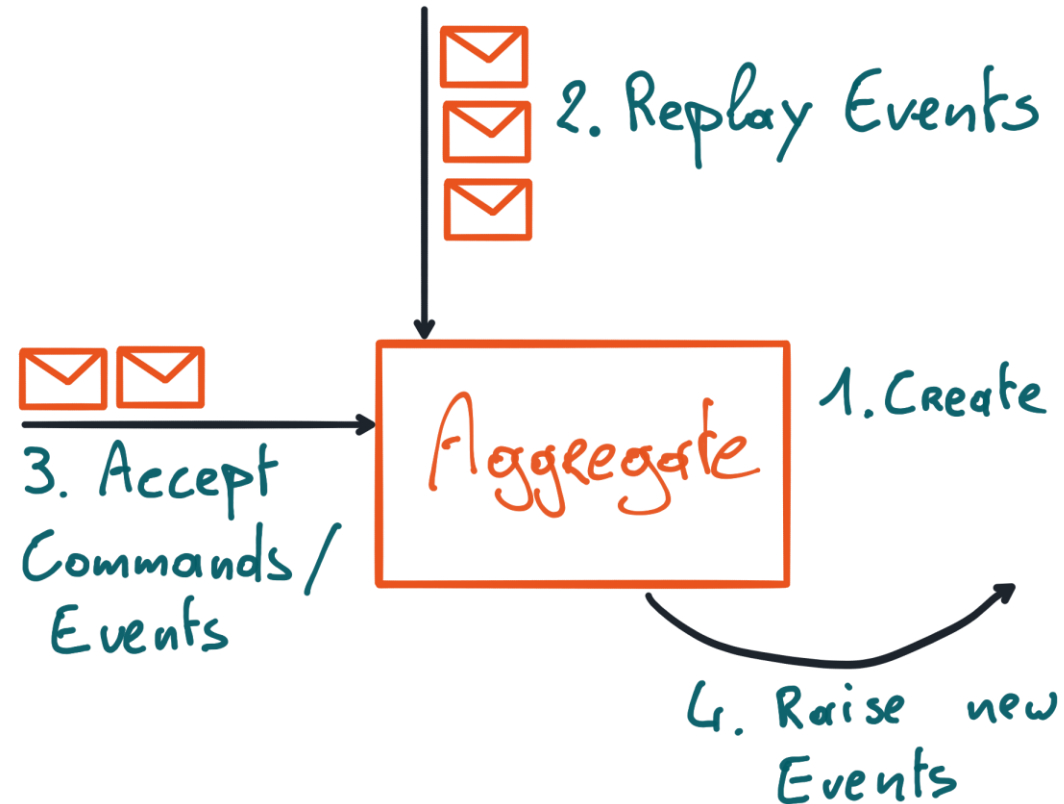 2. Replay Events
Aggregate
1. Create
3. Accept
Commands/
Events
4. Raise new
Events